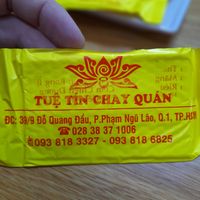 TUỆ TÍN CHAY QUÁN
ĐC: 38/9 Đỗ Quang Đẩu, P.Phạm Ngũ Lão, Q.1, TP.HCM
☎028 38 37 1006
✆093 818 3327 - 093 818 6825